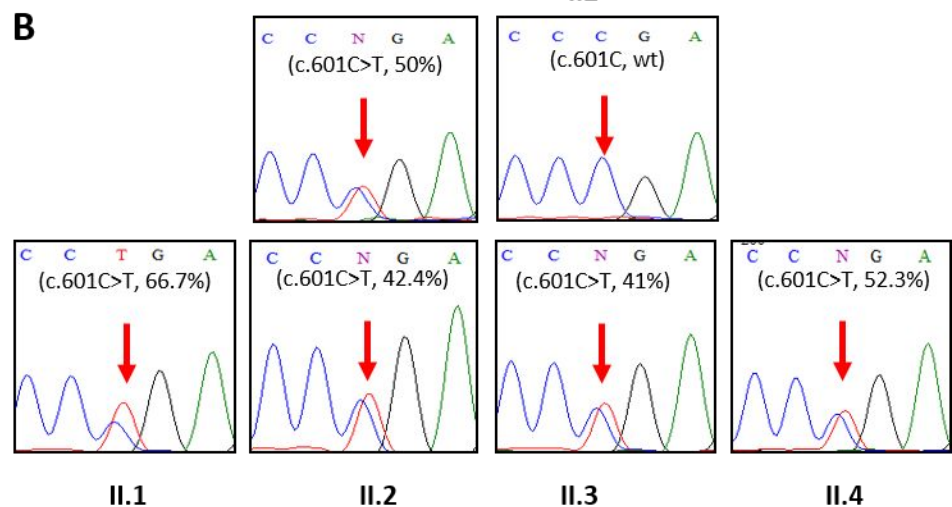 B
C C N G A
(c.601C>T, 50%)
C C C G A
(c.601C, wt)
C C T G A
(c.601C>T, 66.7%)
C C N G A
(c.601C>T, 42.4%)
C C N G A
(c.601C>T, 41%)
C C N G A
(c.601C>T, 52.3%)
II.1 II.2 II.3 II.4